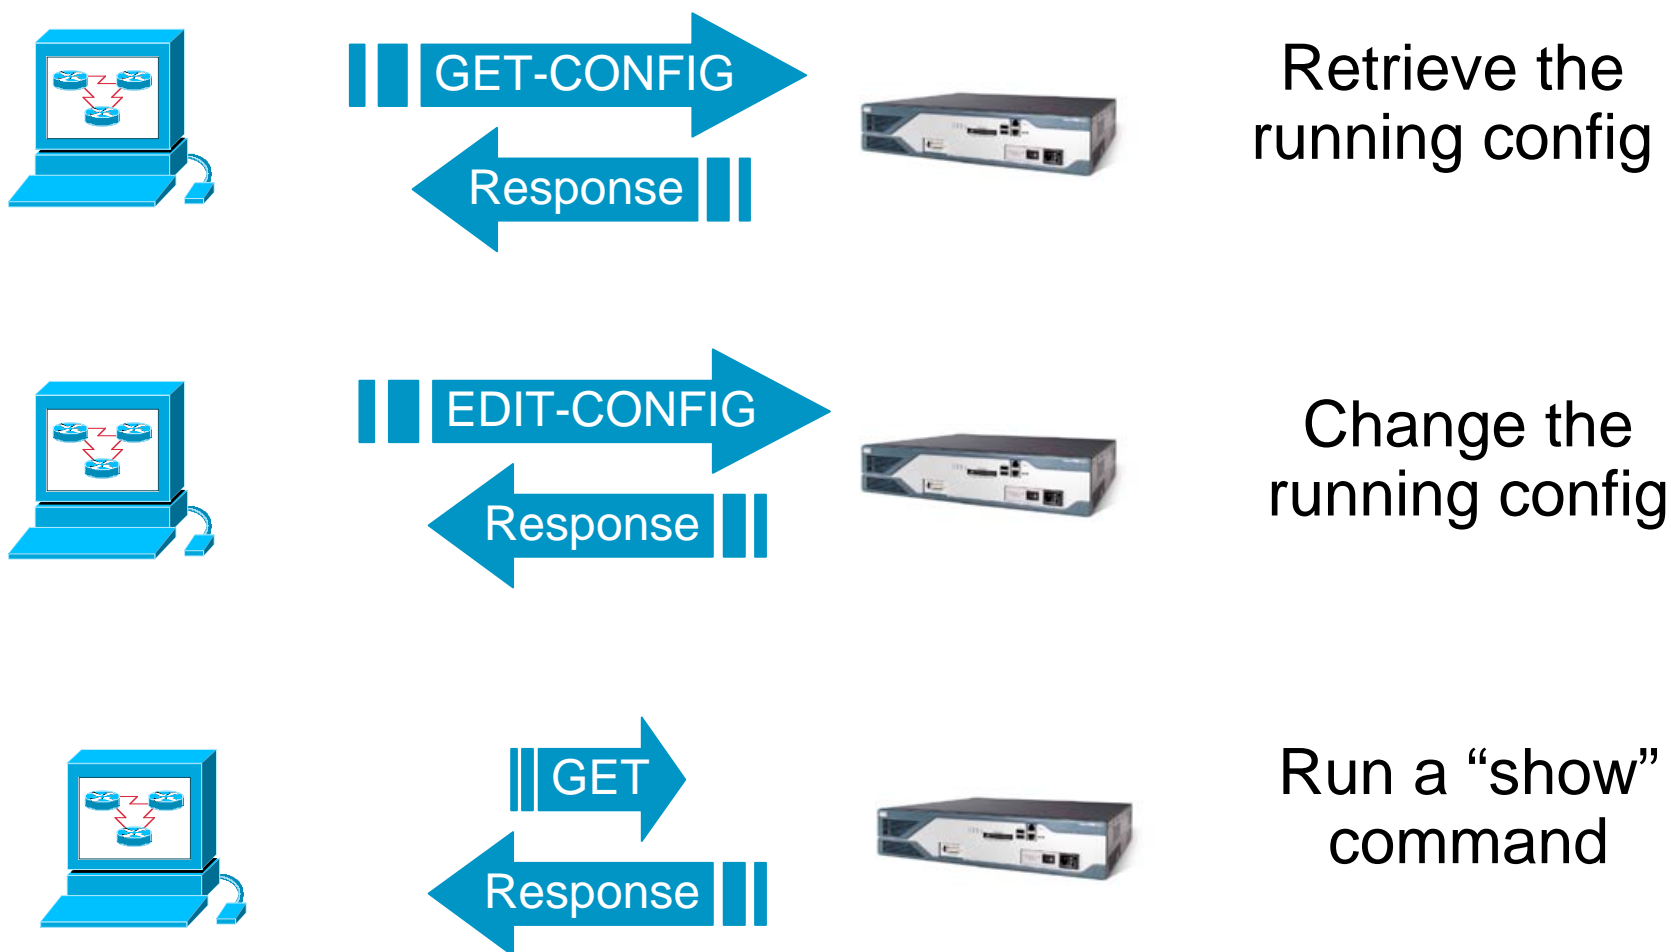 GET-CONFIG
Response
Retrieve the
running config
EDIT-CONFIG
Response
Change the
running config
GET
Response
Run a “show”
command